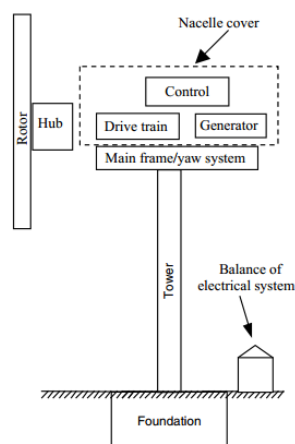 Nacelle cover
Control
Rotor
Hub
Drive train
Generator
Main frame/yaw system
Tower
Balance of
electrical system
Foundation